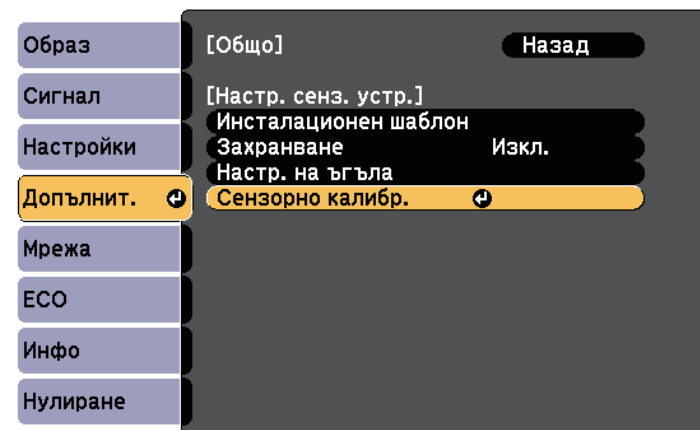 Образ
Сигнал
Настройки
Допълнит.
Мрежа
ECO
Инфо
Нулиране
[Общо] Назад
[Настр. сенз. устр.]
Инсталационен шаблон
Захранване Изкл.
Настр. на ъгъла
Сензорно калибр.